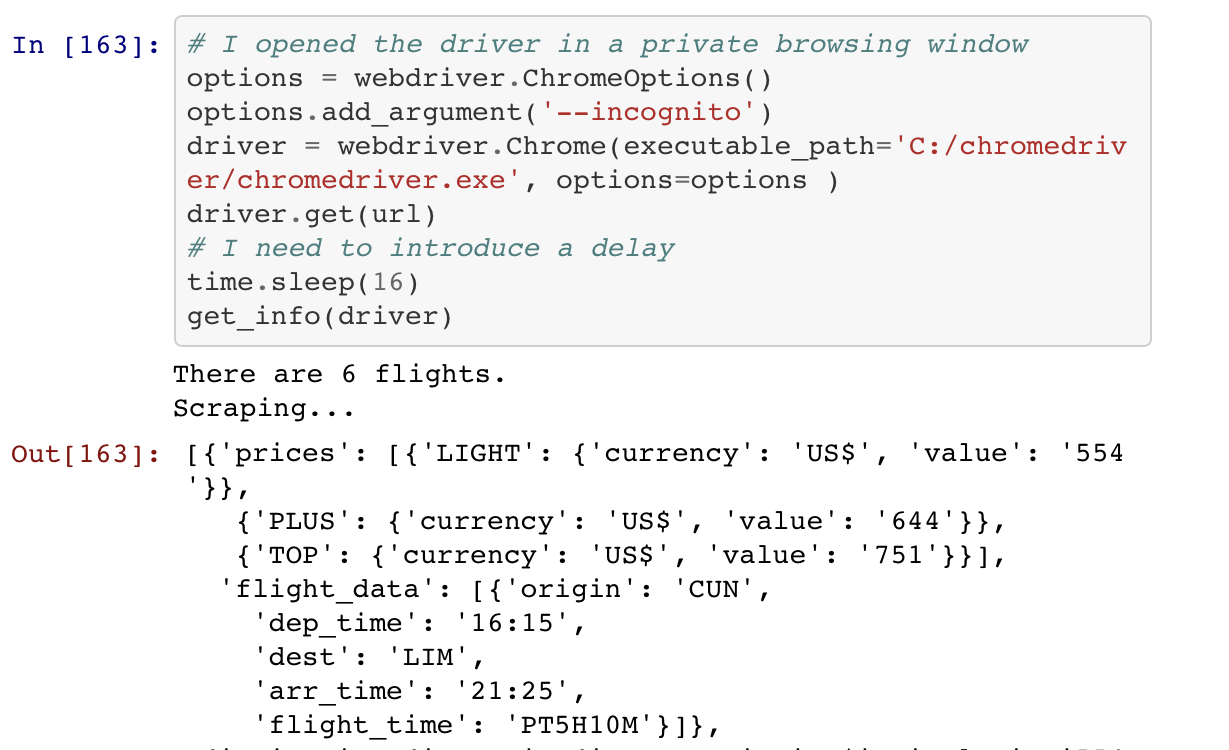 In [163]:
# I opened the driver in a private browsing window
options = webdriver.ChromeOptions()
options.add_argument('--incognito')
driver = webdriver.Chrome(executable_path='C:/chromedriv
er/chromedriver.exe', options=options )
driver.get(url)
# I need to introduce a delay
time.sleep(16)
get_info(driver)
There are 6 flights.
Scraping...
Out[163]:
[{'prices': [{'LIGHT': {'currency': 'US$', 'value': '554
'}},
{'PLUS': {'currency': 'US$', 'value': '644'}},
{'TOP': {'currency': 'US$', 'value': '751'}}],
'flight_data': [{'origin': 'CUN',
'dep_time': '16:15',
'dest': 'LIM',
'arr_time': '21:25',
'flight_time': 'PT5H10M'}]},